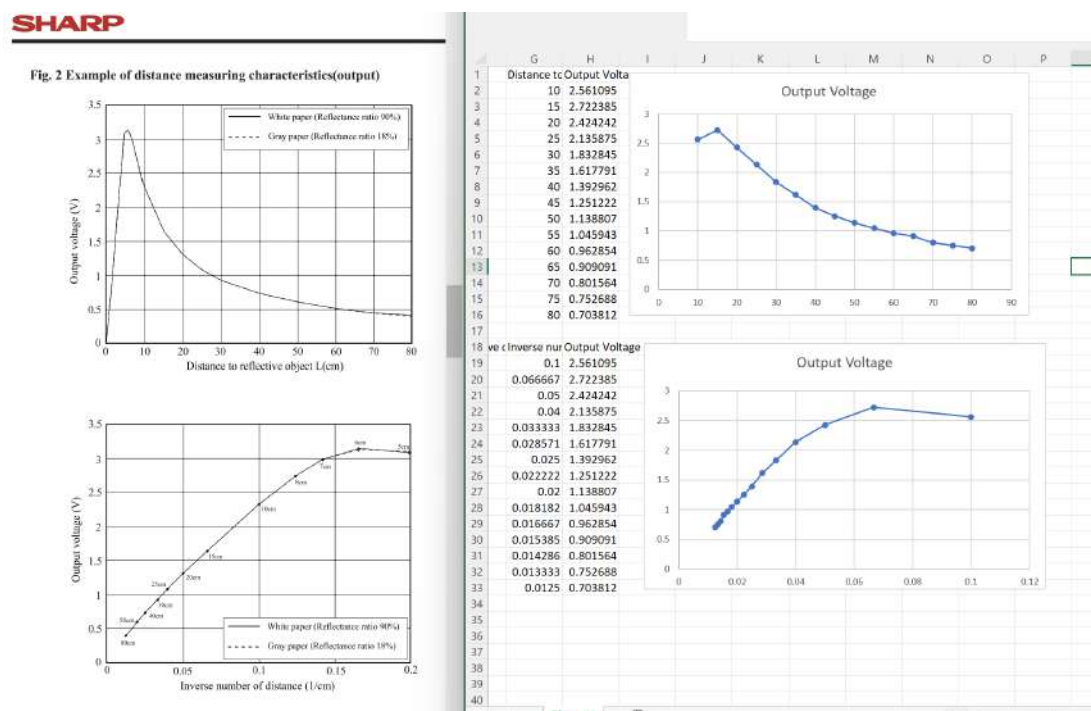 SHARP
Fig. 2 Example of distance measuring characteristics(output)
3.5
3
2.5
2
1.5
1
0.5
0
Output voltage (V)
White paper (Reflectance ratio 90%)
Gray paper (Reflectance ratio 18%)
0 10 20 30 40 50 60 70 80
Distance to reflective object L(cm)
3.5
3
2.5
2
1.5
1
0.5
0
Output voltage (V)
6cm
5cm
7cm
8cm
10cm
15cm
20cm
25cm
30cm
40cm
50cm
80cm
White paper (Reflectance ratio 90%)
Gray paper (Reflectance ratio 18%)
0 0.05 0.1 0.15 0.2
Inverse number of distance (1/cm)
G H I J K L M N O P
1 Distance tc Output Volta
2 10 2.561095
3 15 2.722385
4 20 2.424242
5 25 2.135875
6 30 1.832845
7 35 1.617791
8 40 1.392962
9 45 1.251222
10 50 1.138807
11 55 1.045943
12 60 0.962854
13 65 0.909091
14 70 0.801564
15 75 0.752688
16 80 0.703812
17
18 ve c Inverse nur Output Voltage
19 0.1 2.561095
20 0.066667 2.722385
21 0.05 2.424242
22 0.04 2.135875
23 0.033333 1.832845
24 0.028571 1.617791
25 0.025 1.392962
26 0.022222 1.251222
27 0.02 1.138807
28 0.018182 1.045943
29 0.016667 0.962854
30 0.015385 0.909091
31 0.014286 0.801564
32 0.013333 0.752688
33 0.0125 0.703812
34
35
36
37
38
39
40
Output Voltage
3
2.5
2
1.5
1
0.5
0
0 10 20 30 40 50 60 70 80 90
Output Voltage
3
2.5
2
1.5
1
0.5
0
0 0.02 0.04 0.06 0.08 0.1 0.12